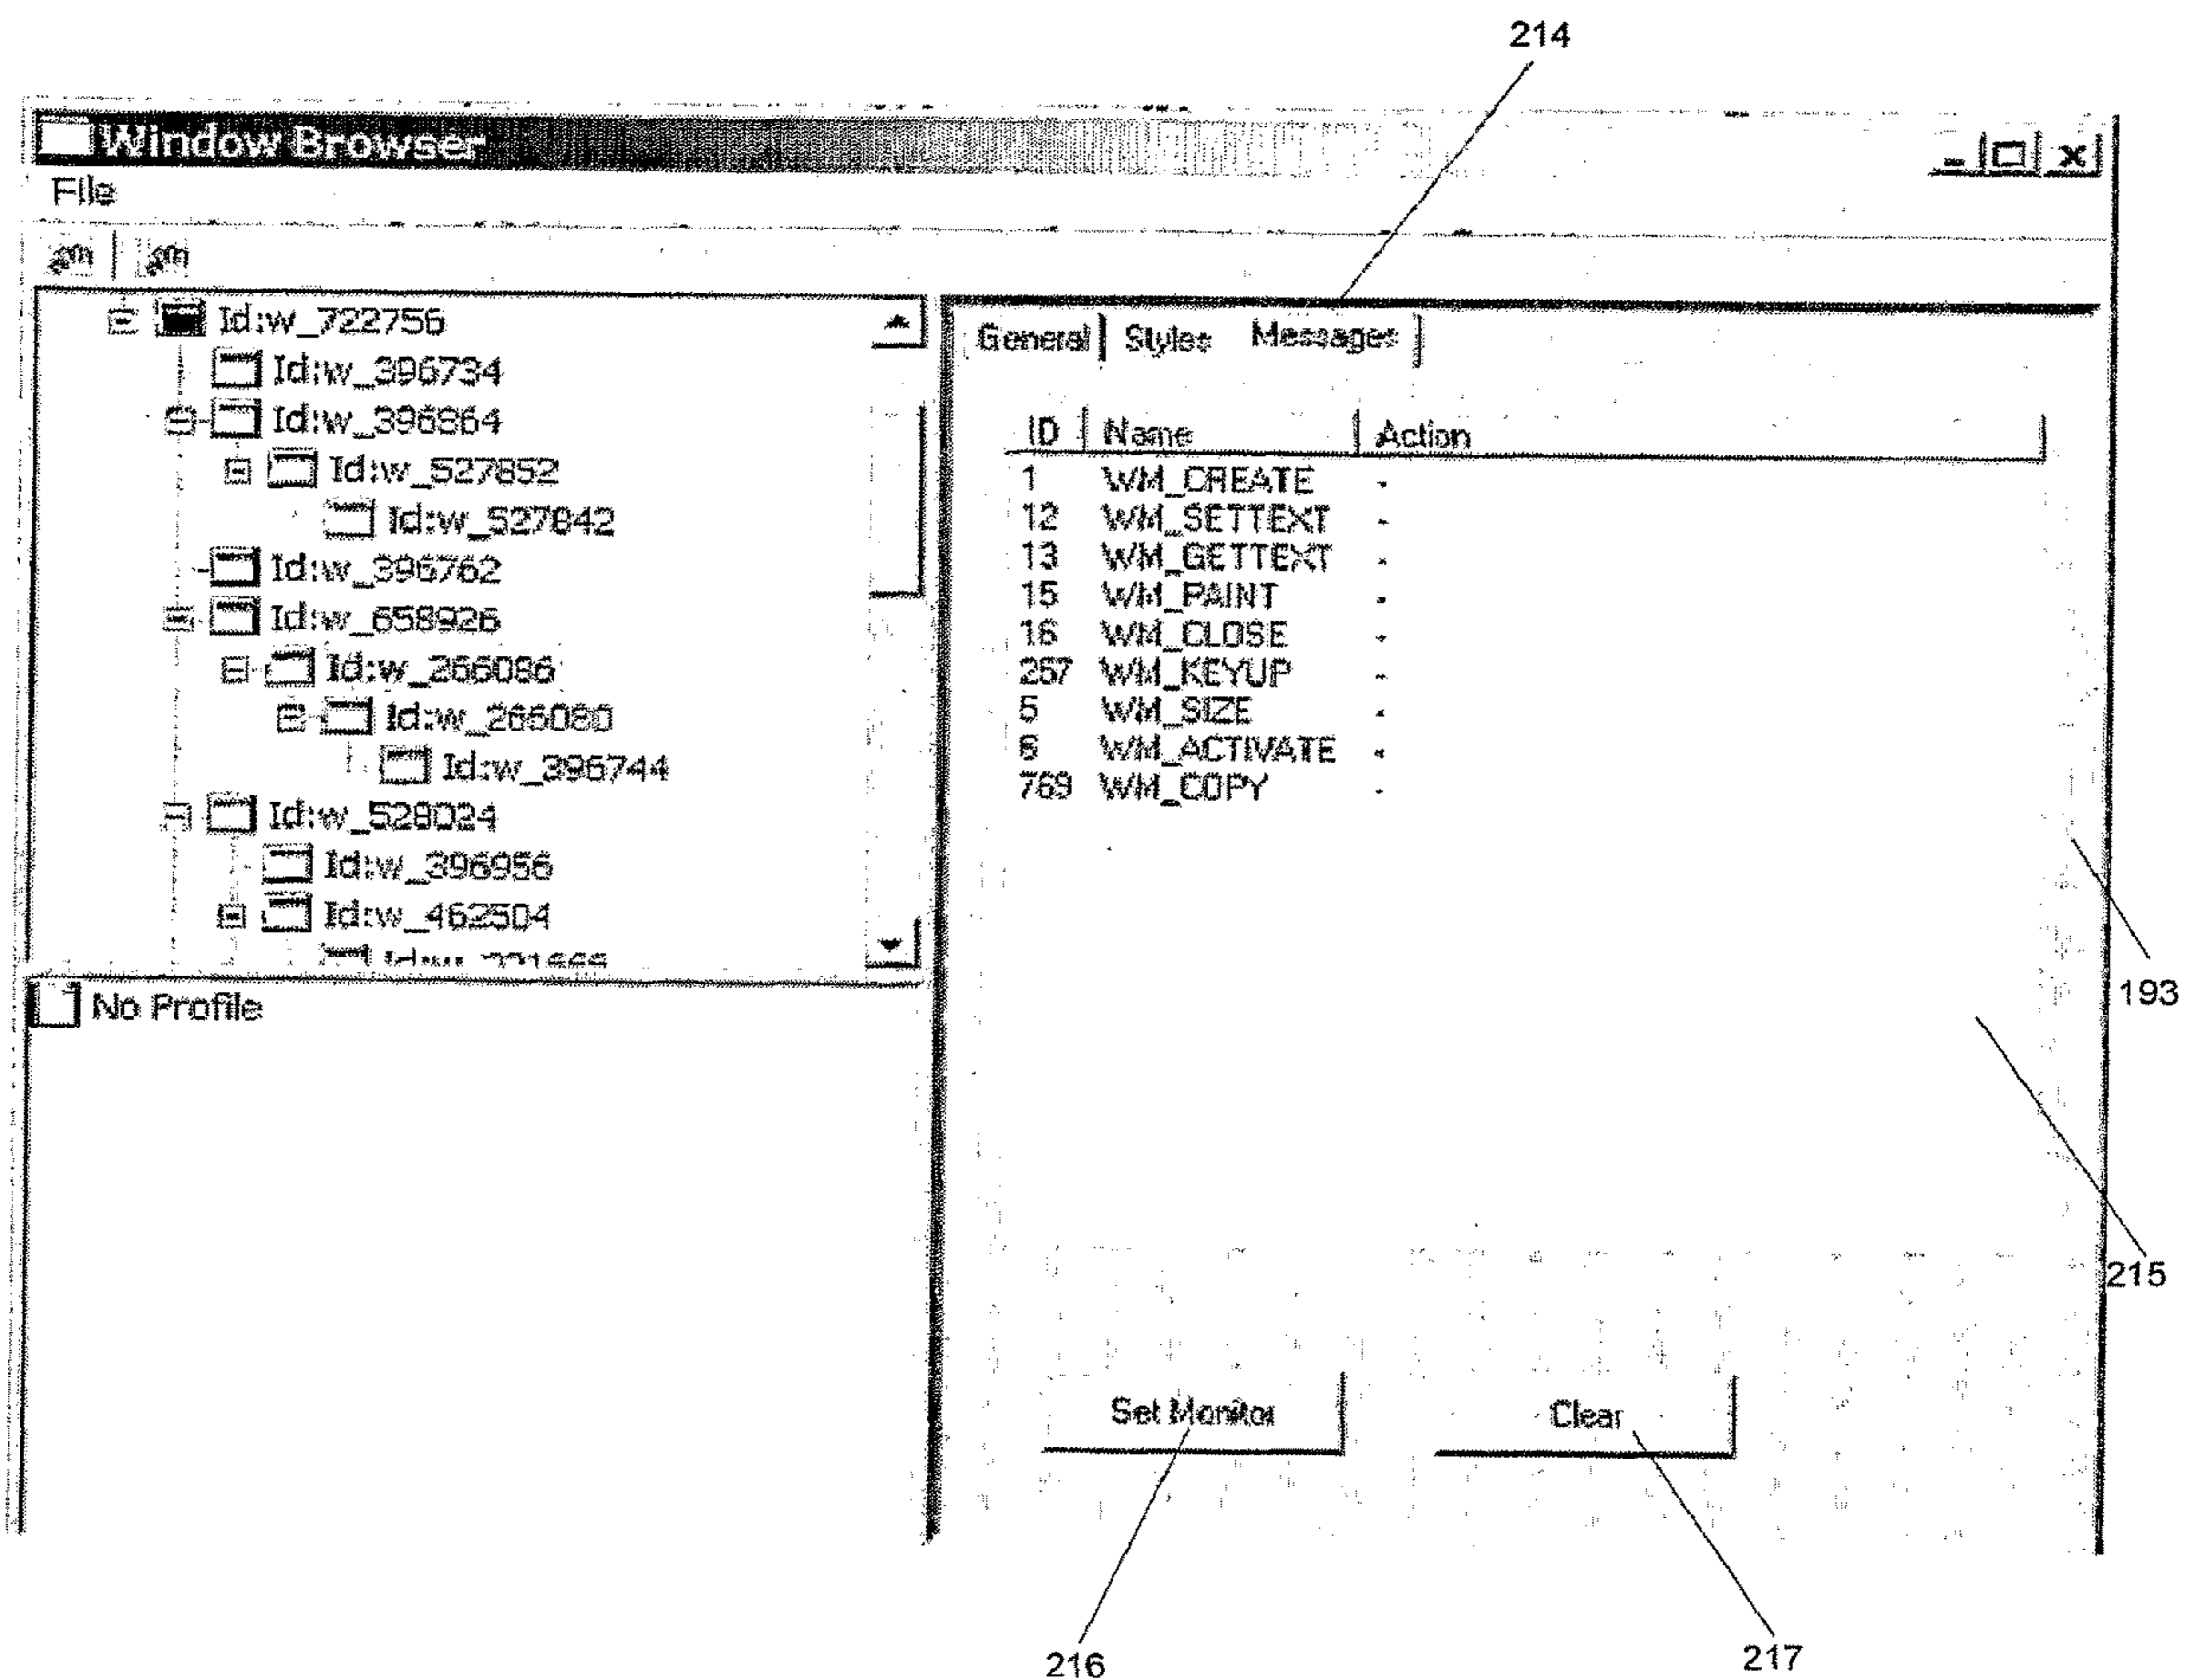 214
Window Browser
File
Id:w_722756
Id:w_396734
Id:w_396864
Id:w_527852
Id:w_527842
Id:w_396762
Id:w_658926
Id:w_266086
Id:w_266080
Id:w_396744
Id:w_528024
Id:w_396956
Id:w_462504
No Profile
General Styles Messages
ID Name Action
1 WM_CREATE -
12 WM_SETTEXT -
13 WM_GETTEXT -
15 WM_PAINT -
16 WM_CLOSE -
257 WM_KEYUP -
5 WM_SIZE -
6 WM_ACTIVATE -
769 WM_COPY -
193
215
Set Monitor Clear
216
217